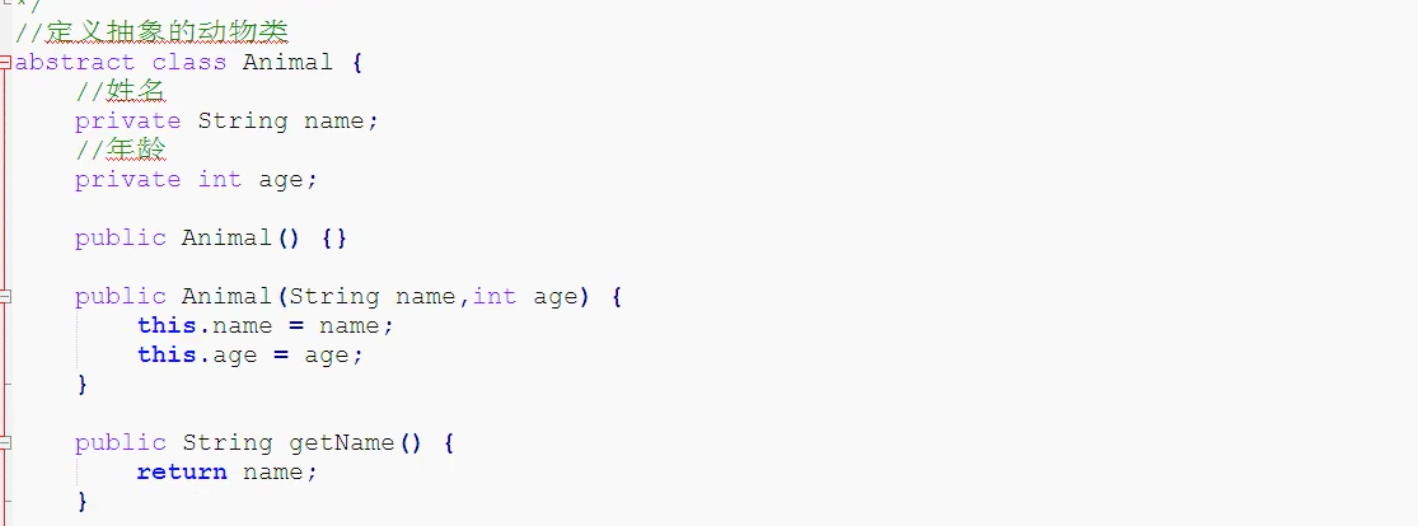 */
//定义抽象的动物类
abstract class Animal {
//姓名
private String name;
//年龄
private int age;
public Animal() {}
public Animal(String name,int age) {
this.name = name;
this.age = age;
}
public String getName() {
return name;
}